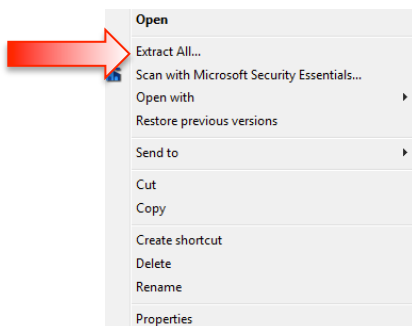 Open
Extract All...
Scan with Microsoft Security Essentials...
Open with
Restore previous versions
Send to
Cut
Copy
Create shortcut
Delete
Rename
Properties